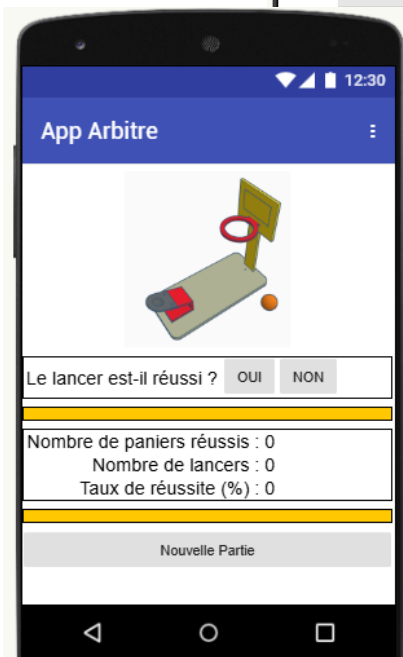 12:30
App Arbitre
Le lancer est-il réussi ? OUI NON
Nombre de paniers réussis : 0
Nombre de lancers : 0
Taux de réussite (%) : 0
Nouvelle Partie